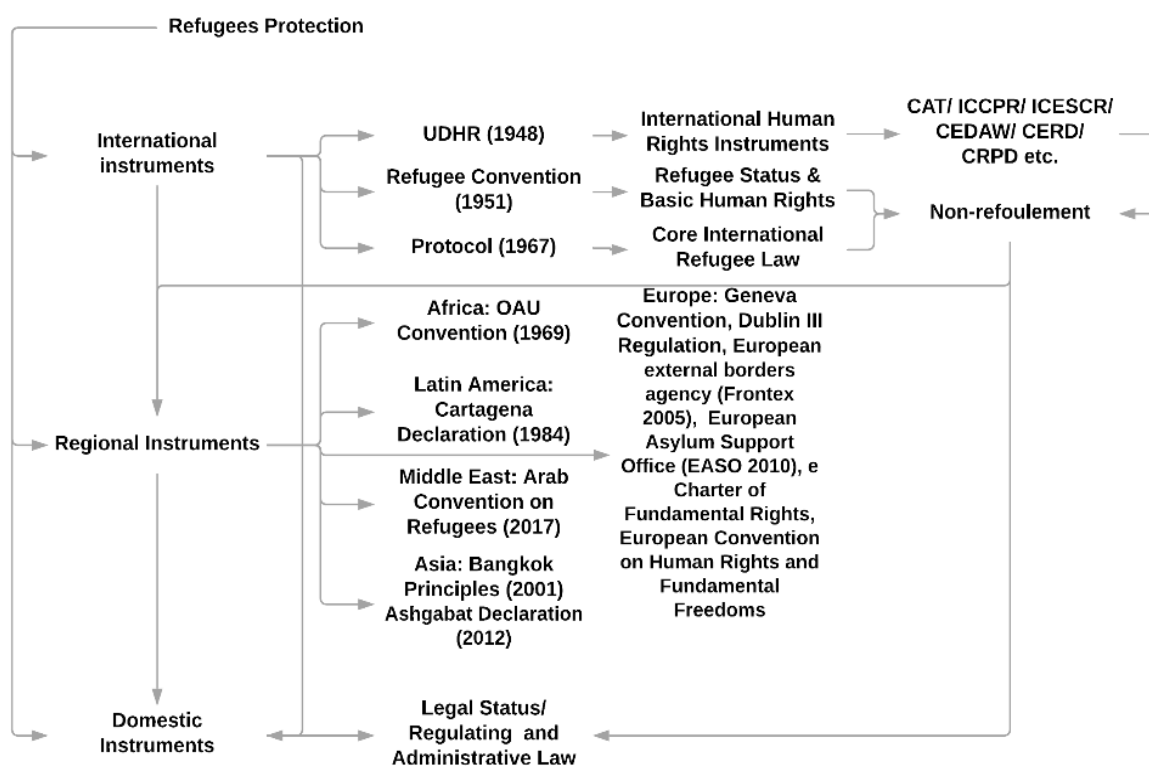 Refugees Protection
International
instruments
UDHR (1948)
International Human
Rights Instruments
CAT/ ICCPR/ ICESCR/
CEDAW/ CERD/
CRPD etc.
Refugee Convention
(1951)
Refugee Status &
Basic Human Rights
Non-refoulement
Protocol (1967)
Core International
Refugee Law
Regional Instruments
Africa: OAU
Convention (1969)
Latin America:
Cartagena
Declaration (1984)
Middle East: Arab
Convention on
Refugees (2017)
Asia: Bangkok
Principles (2001)
Ashgabat Declaration
(2012)
Europe: Geneva
Convention, Dublin III
Regulation, European
external borders
agency (Frontex
2005), European
Asylum Support
Office (EASO 2010), e
Charter of
Fundamental Rights,
European Convention
on Human Rights and
Fundamental
Freedoms
Domestic
Instruments
Legal Status/
Regulating and
Administrative Law